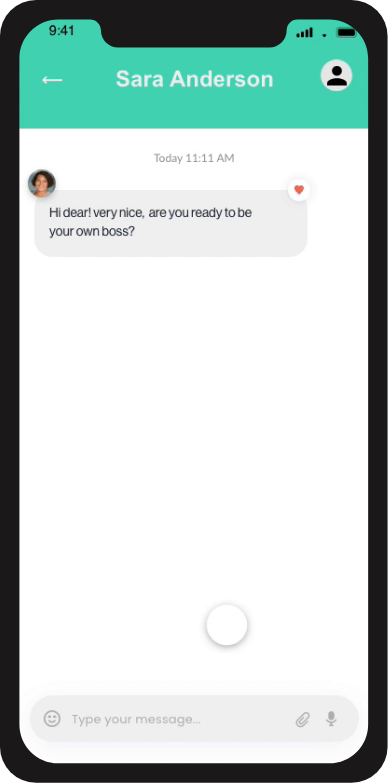 9:41
Sara Anderson
Today 11:11 AM
Hi dear! very nice, are you ready to be
your own boss?
Type your message...